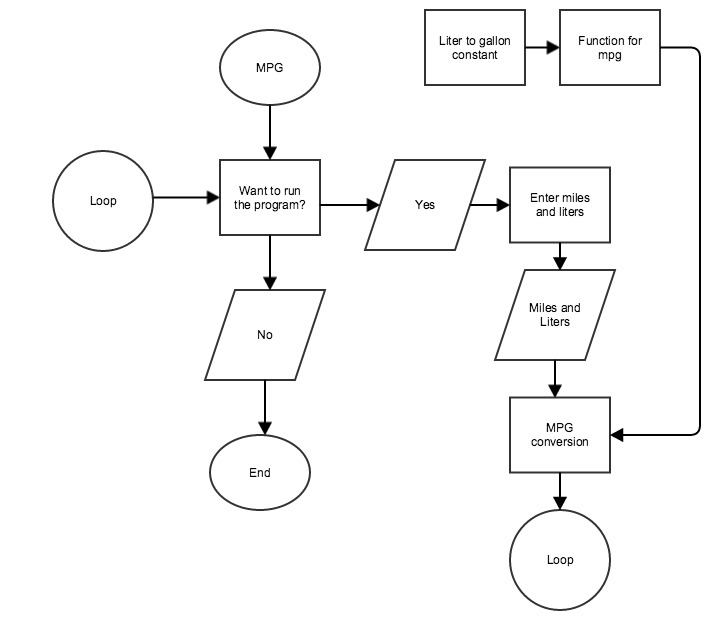 MPG
Liter to gallon
constant
Function for
mpg
Loop
Want to run
the program?
Yes
Enter miles
and liters
No
Miles and
Liters
End
MPG
conversion
Loop